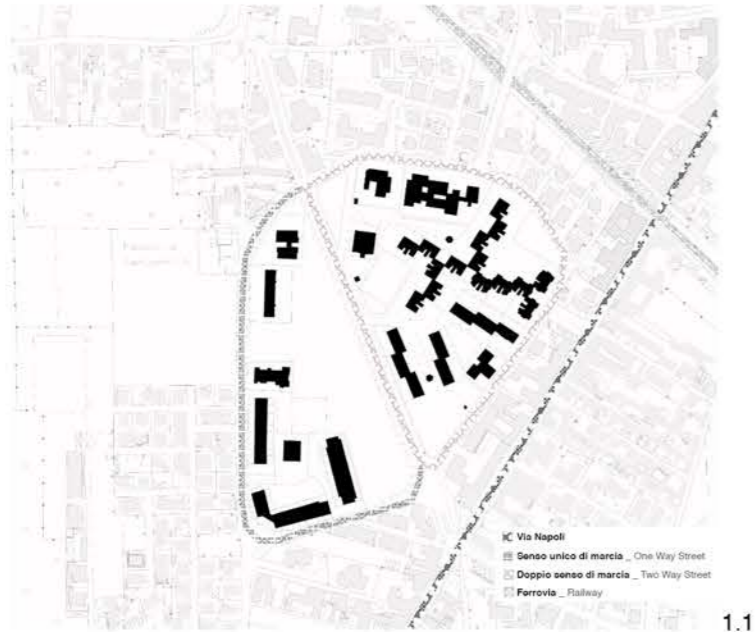 Via Napoli
Senso unico di marcia _ One Way Street
Doppio senso di marcia _ Two Way Street
Ferrovia _ Railway
1.1